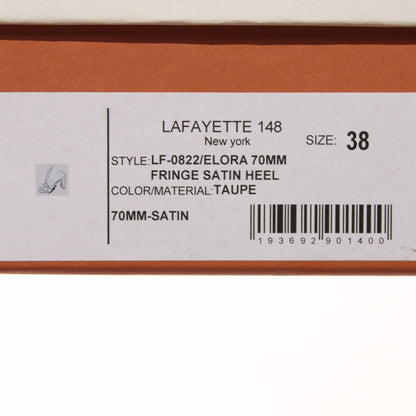 LAFAYETTE 148
New york
SIZE: 38
STYLE:LF-0822/ELORA 70MM
FRINGE SATIN HEEL
COLOR/MATERIAL:TAUPE
70MM-SATIN
193692901400